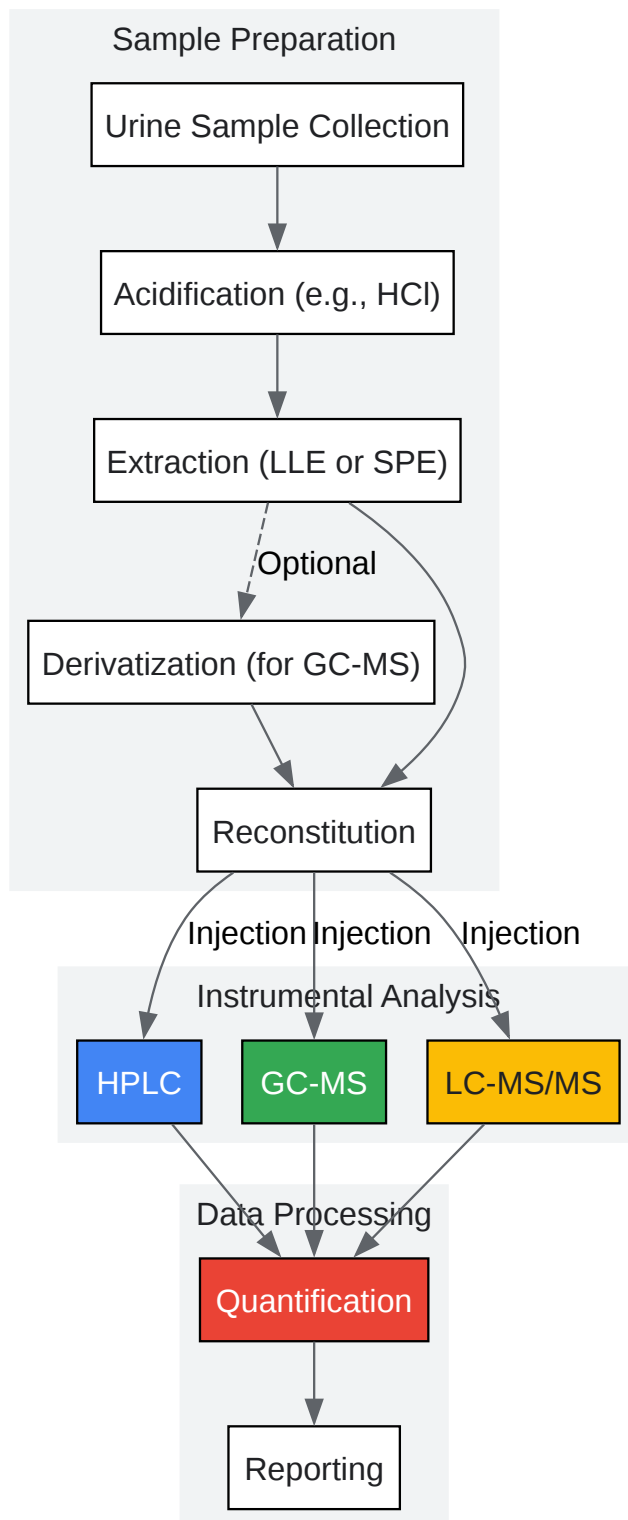 Sample Preparation
Urine Sample Collection
Acidification (e.g., HCl)
Extraction (LLE or SPE)
Optional
Derivatization (for GC-MS)
Reconstitution
Injection
Injection
Injection
Instrumental Analysis
HPLC
GC-MS
LC-MS/MS
Data Processing
Quantification
Reporting